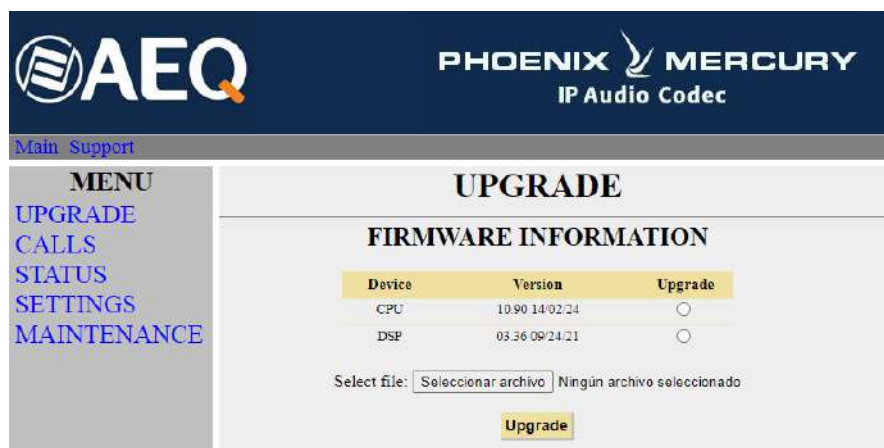 AEQ
PHOENIX MERCURY
IP Audio Codec
Main Support
MENU
UPGRADE
CALLS
STATUS
SETTINGS
MAINTENANCE
UPGRADE
FIRMWARE INFORMATION
Device Version Upgrade
CPU 10.90 14/02/24
DSP 03.36 09/24/21
Select file: Seleccionar archivo Ningún archivo seleccionado
Upgrade